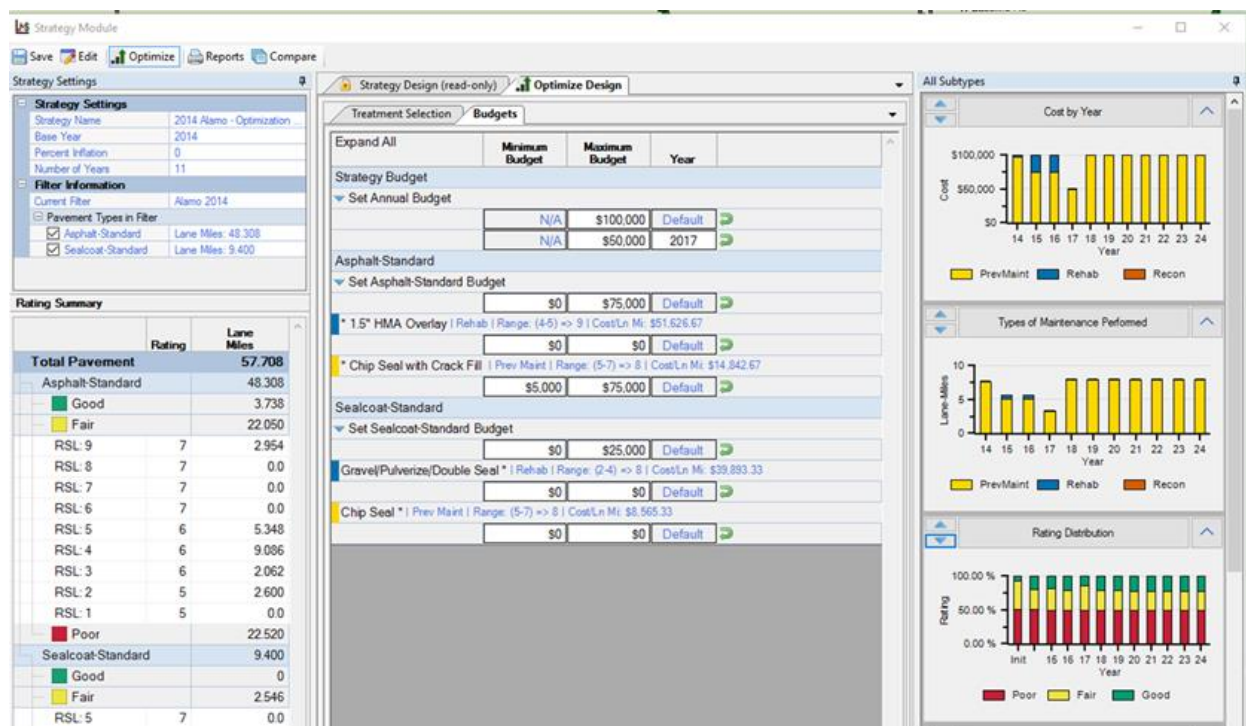 Strategy Module
Save Edit Optimize Reports Compare
Strategy Settings
Strategy Settings
Strategy Name 2014 Alamo - Optimization ...
Base Year 2014
Percent Inflation 0
Number of Years 11
Filter Information
Current Filter Alamo 2014
Pavement Types in Filter
Asphalt-Standard Lane Miles: 48.308
Sealcoat-Standard Lane Miles: 9.400
Rating Summary
Rating Lane Miles
Total Pavement 57.708
Asphalt-Standard 48.308
Good 3.738
Fair 22.050
RSL: 9 7 2.954
RSL: 8 7 0.0
RSL: 7 7 0.0
RSL: 6 7 0.0
RSL: 5 6 5.348
RSL: 4 6 9.086
RSL: 3 6 2.062
RSL: 2 5 2.600
RSL: 1 5 0.0
Poor 22.520
Sealcoat-Standard 9.400
Good 0
Fair 2.546
RSL: 5 7 0.0
Strategy Design (read-only) Optimize Design
Treatment Selection Budgets
Expand All Minimum Budget Maximum Budget Year
Strategy Budget
Set Annual Budget
N/A $100,000 Default
N/A $50,000 2017
Asphalt-Standard
Set Asphalt-Standard Budget
$0 $75,000 Default
* 1.5" HMA Overlay | Rehab | Range: (4-5) => 9 | Cost/Ln Mi: $51,626.67
$0 $0 Default
* Chip Seal with Crack Fill | Prev Maint | Range: (5-7) => 8 | Cost/Ln Mi: $14,842.67
$5,000 $75,000 Default
Sealcoat-Standard
Set Sealcoat-Standard Budget
$0 $25,000 Default
Gravel/Pulverize/Double Seal * | Rehab | Range: (2-4) => 8 | Cost/Ln Mi: $39,893.33
$0 $0 Default
Chip Seal * | Prev Maint | Range: (5-7) => 8 | Cost/Ln Mi: $8,565.33
$0 $0 Default
All Subtypes
Cost by Year
$100,000
$50,000
$0
Cost
14 15 16 17 18 19 20 21 22 23 24
Year
PrevMaint Rehab Recon
Types of Maintenance Performed
10
5
0
Lane-Miles
14 15 16 17 18 19 20 21 22 23 24
Year
PrevMaint Rehab Recon
Rating Distribution
100.00 %
50.00 %
0.00 %
Rating
Init 15 16 17 18 19 20 21 22 23 24
Year
Poor Fair Good